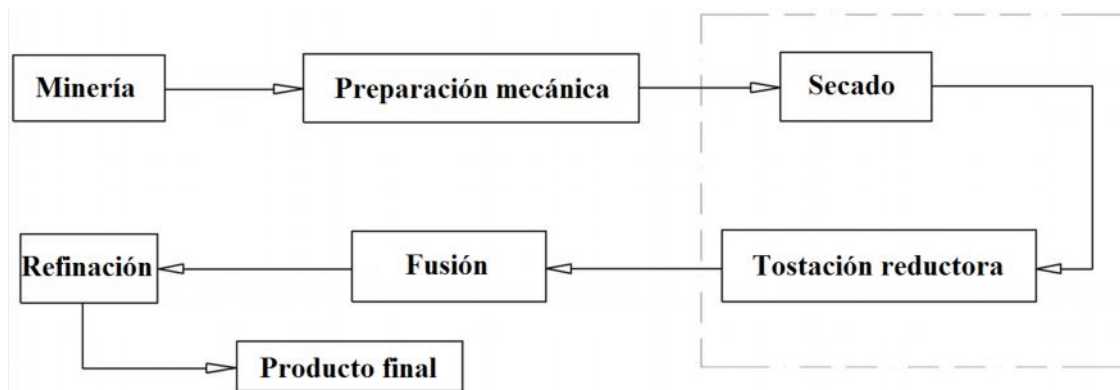 Minería
Preparación mecánica
Secado
Tostación reductora
Fusión
Refinación
Producto final